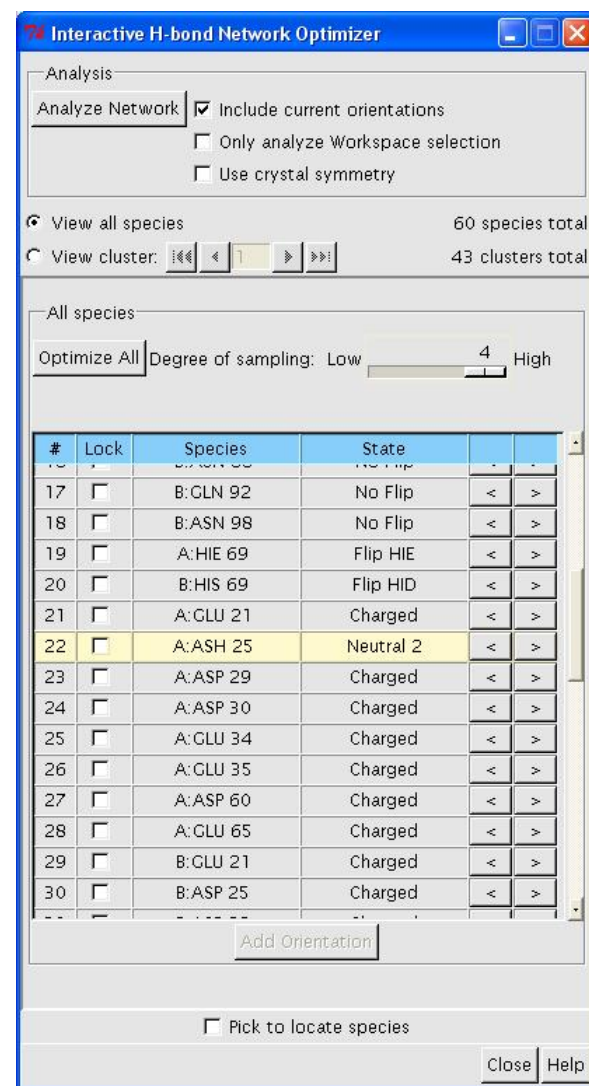 Interactive H-bond Network Optimizer
Analysis
Analyze Network Include current orientations
Only analyze Workspace selection
Use crystal symmetry
View all species 60 species total
View cluster: 1 43 clusters total
All species
Optimize All Degree of sampling: Low 4 High
# Lock Species State
17 B:GLN 92 No Flip < >
18 B:ASN 98 No Flip < >
19 A:HIE 69 Flip HIE < >
20 B:HIS 69 Flip HID < >
21 A:GLU 21 Charged < >
22 A:ASH 25 Neutral 2 < >
23 A:ASP 29 Charged < >
24 A:ASP 30 Charged < >
25 A:GLU 34 Charged < >
26 A:GLU 35 Charged < >
27 A:ASP 60 Charged < >
28 A:GLU 65 Charged < >
29 B:GLU 21 Charged < >
30 B:ASP 25 Charged < >
Add Orientation
Pick to locate species
Close Help